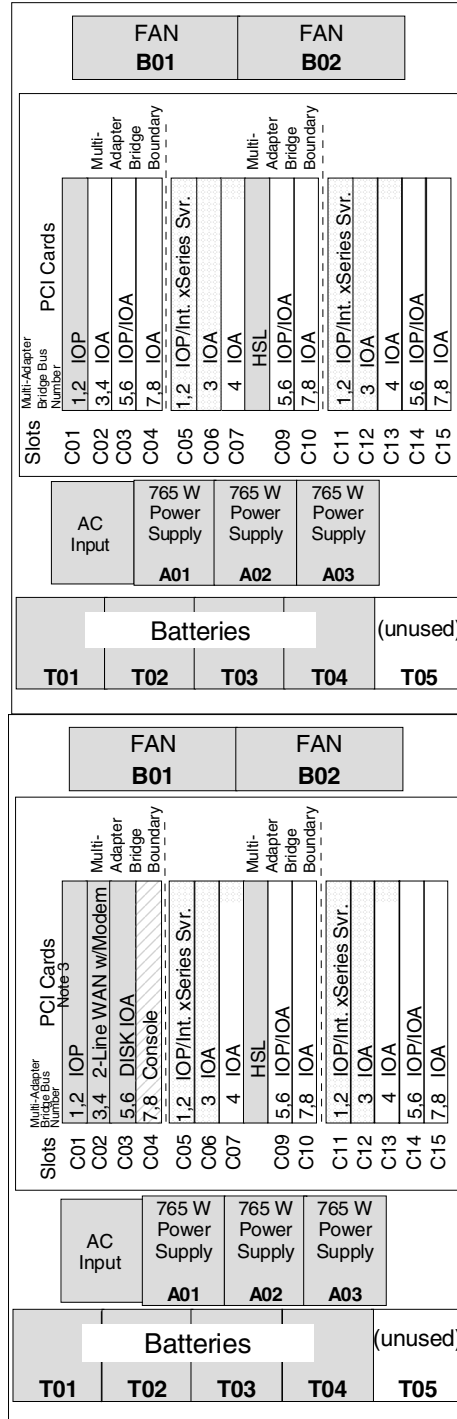 FAN
B01
FAN
B02
Multi-
Adapter
Bridge
Boundary
Multi-
Adapter
Bridge
Boundary
PCI Cards
Multi-Adapter
Bridge Bus
Number
Slots
C01 1,2 IOP
C02 3,4 IOA
C03 5,6 IOP/IOA
C04 7,8 IOA
C05 1,2 IOP/Int. xSeries Svr.
C06 3 IOA
C07 4 IOA
HSL
C09 5,6 IOP/IOA
C10 7,8 IOA
C11 1,2 IOP/Int. xSeries Svr.
C12 3 IOA
C13 4 IOA
C14 5,6 IOP/IOA
C15 7,8 IOA
AC
Input
765 W
Power
Supply
A01
765 W
Power
Supply
A02
765 W
Power
Supply
A03
Batteries
(unused)
T01 T02 T03 T04 T05
FAN
B01
FAN
B02
Multi-
Adapter
Bridge
Boundary
Multi-
Adapter
Bridge
Boundary
PCI Cards
Note 3
Multi-Adapter
Bridge Bus
Number
Slots
C01 1,2 IOP
C02 3,4 2-Line WAN w/Modem
C03 5,6 DISK IOA
C04 7,8 Console
C05 1,2 IOP/Int. xSeries Svr.
C06 3 IOA
C07 4 IOA
HSL
C09 5,6 IOP/IOA
C10 7,8 IOA
C11 1,2 IOP/Int. xSeries Svr.
C12 3 IOA
C13 4 IOA
C14 5,6 IOP/IOA
C15 7,8 IOA
AC
Input
765 W
Power
Supply
A01
765 W
Power
Supply
A02
765 W
Power
Supply
A03
Batteries
(unused)
T01 T02 T03 T04 T05